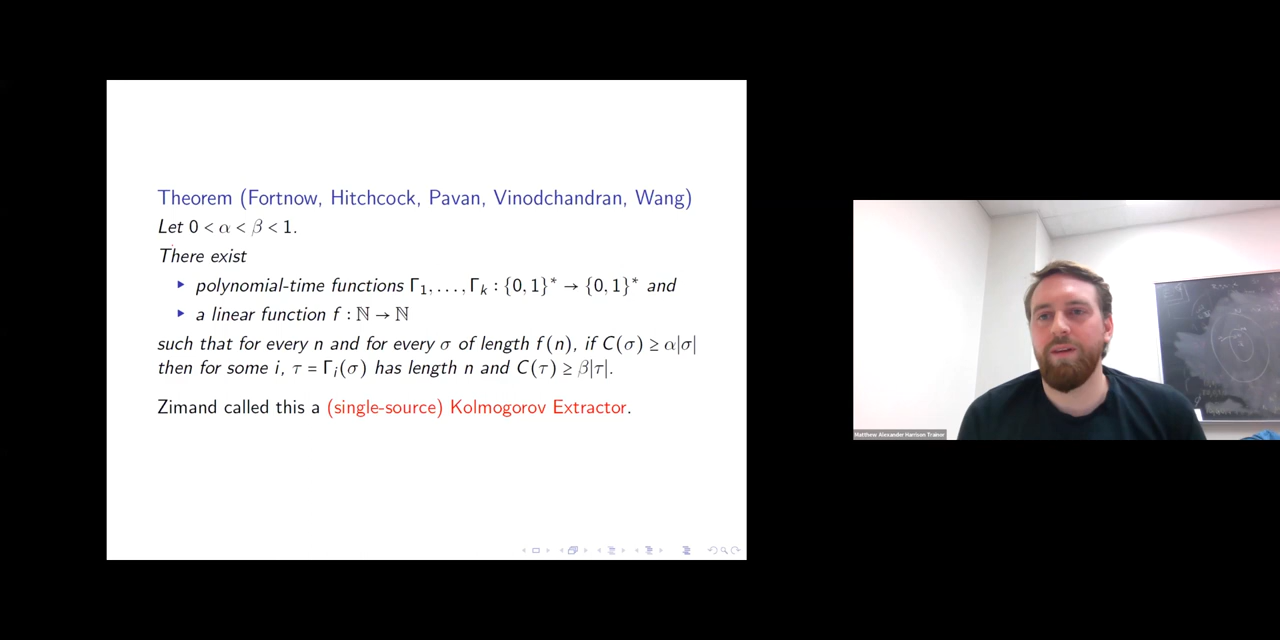 Theorem (Fortnow, Hitchcock, Pavan, Vinodchandran, Wang)
Let 0 < α < β < 1.
There exist
▶ polynomial-time functions Γ₁, …, Γₖ : {0, 1}* → {0, 1}* and
▶ a linear function f : ℕ → ℕ
such that for every n and for every σ of length f(n), if C(σ) ≥ α|σ|
then for some i, τ = Γᵢ(σ) has length n and C(τ) ≥ β|τ|.
Zimand called this a (single-source) Kolmogorov Extractor.
Matthew Alexander Harrison Trainor